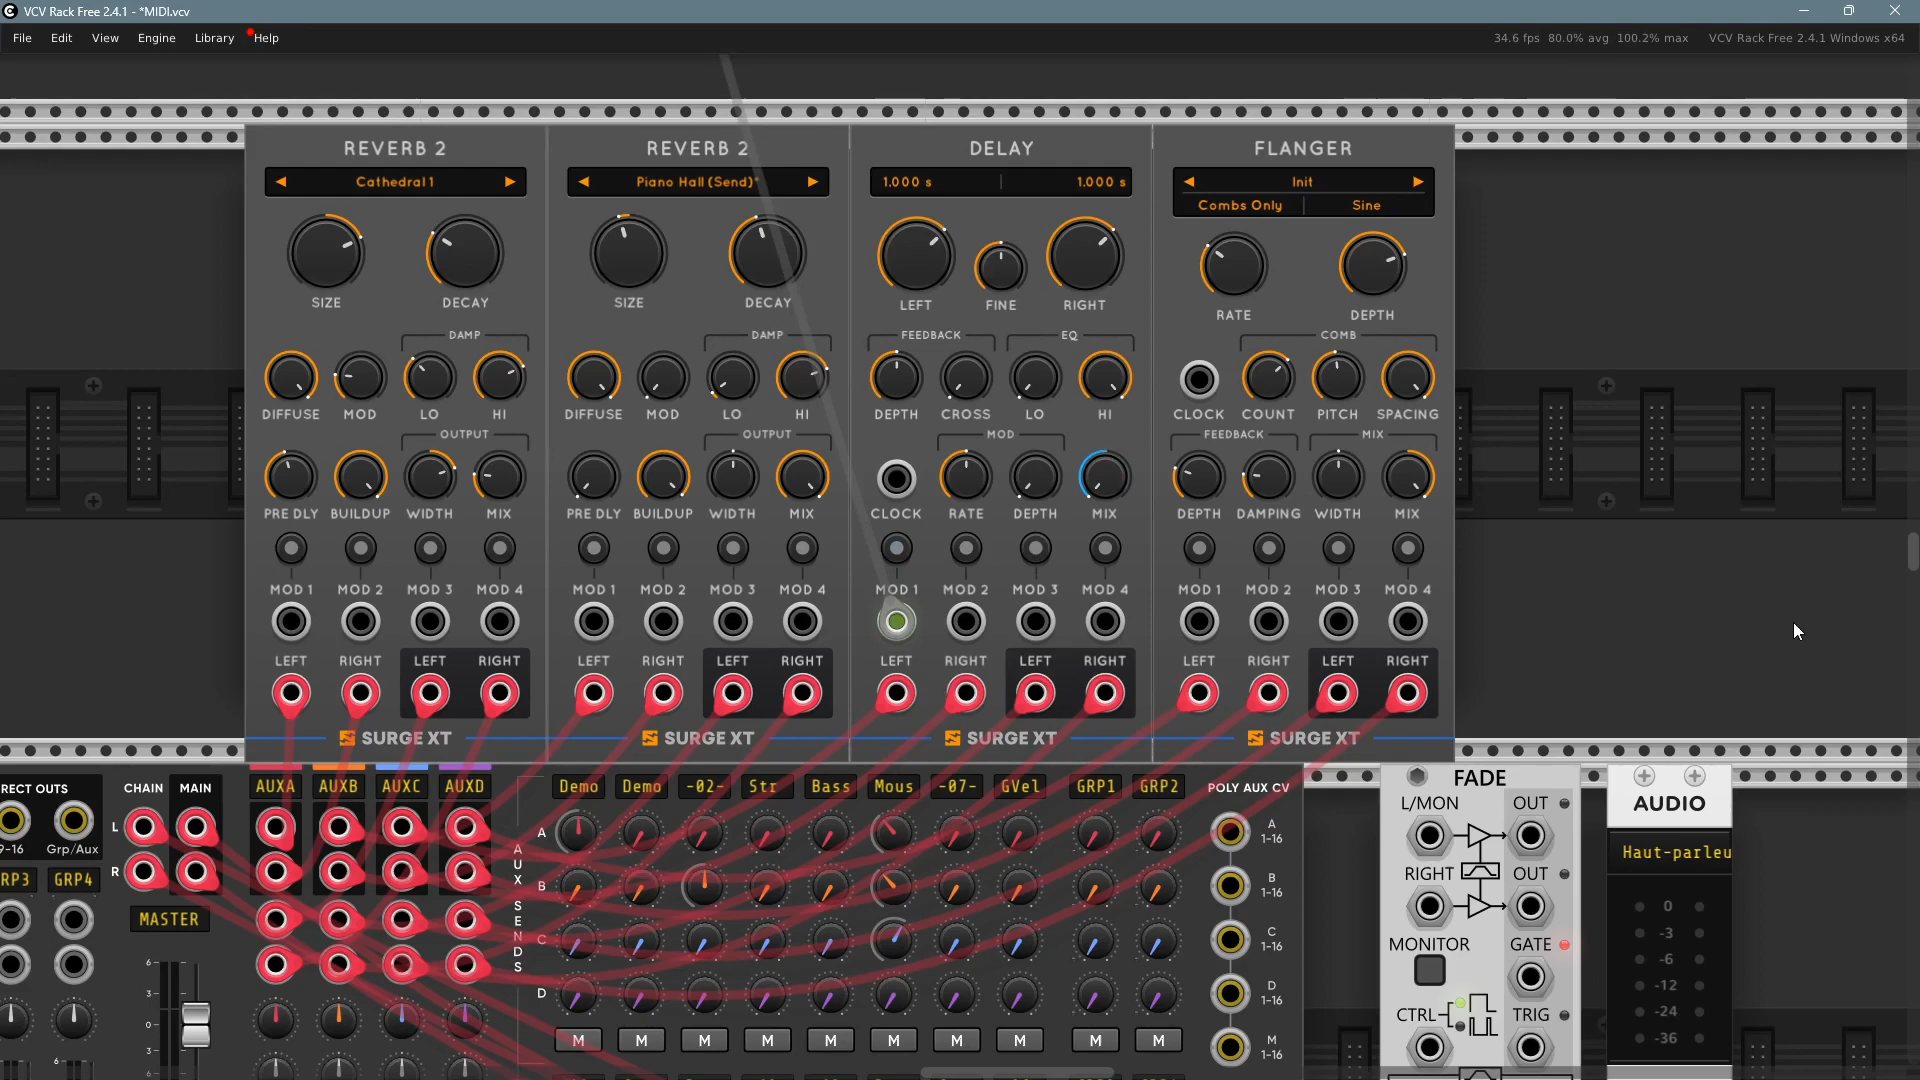 VCV Rack Free 2.4.1 - *MIDI.vcv
File Edit View Engine Library Help
34.6 fps 80.0% avg 100.2% max VCV Rack Free 2.4.1 Windows x64
REVERB 2 REVERB 2 DELAY FLANGER
Cathedral 1 Piano Hall (Send)* 1.000 s 1.000 s Init
Combs Only Sine
SIZE DECAY SIZE DECAY LEFT FINE RIGHT RATE DEPTH
DAMP DAMP FEEDBACK EQ COMB
DIFFUSE MOD LO HI DIFFUSE MOD LO HI DEPTH CROSS LO HI CLOCK COUNT PITCH SPACING
OUTPUT OUTPUT MOD FEEDBACK MIX
PRE DLY BUILDUP WIDTH MIX PRE DLY BUILDUP WIDTH MIX CLOCK RATE DEPTH MIX DEPTH DAMPING WIDTH MIX
MOD 1 MOD 2 MOD 3 MOD 4 MOD 1 MOD 2 MOD 3 MOD 4 MOD 1 MOD 2 MOD 3 MOD 4 MOD 1 MOD 2 MOD 3 MOD 4
LEFT RIGHT LEFT RIGHT LEFT RIGHT LEFT RIGHT LEFT RIGHT LEFT RIGHT LEFT RIGHT LEFT RIGHT
SURGE XT SURGE XT SURGE XT SURGE XT
RECT OUTS CHAIN MAIN AUXA AUXB AUXC AUXD Demo Demo -02- Str Bass Mous -07- GVel GRP1 GRP2 POLY AUX CV FADE AUDIO
L/MON OUT
L A A 1-16
9-16 Grp/Aux
Haut-parleu
R RP3 GRP4 AUX SENDS B B 1-16 RIGHT OUT
MASTER 0
-3
C C 1-16 MONITOR GATE
6 -6
3 -12
D D 1-16
0 -24
CTRL TRIG
3 M M M M M M M M M M M 1-16 -36
6 6